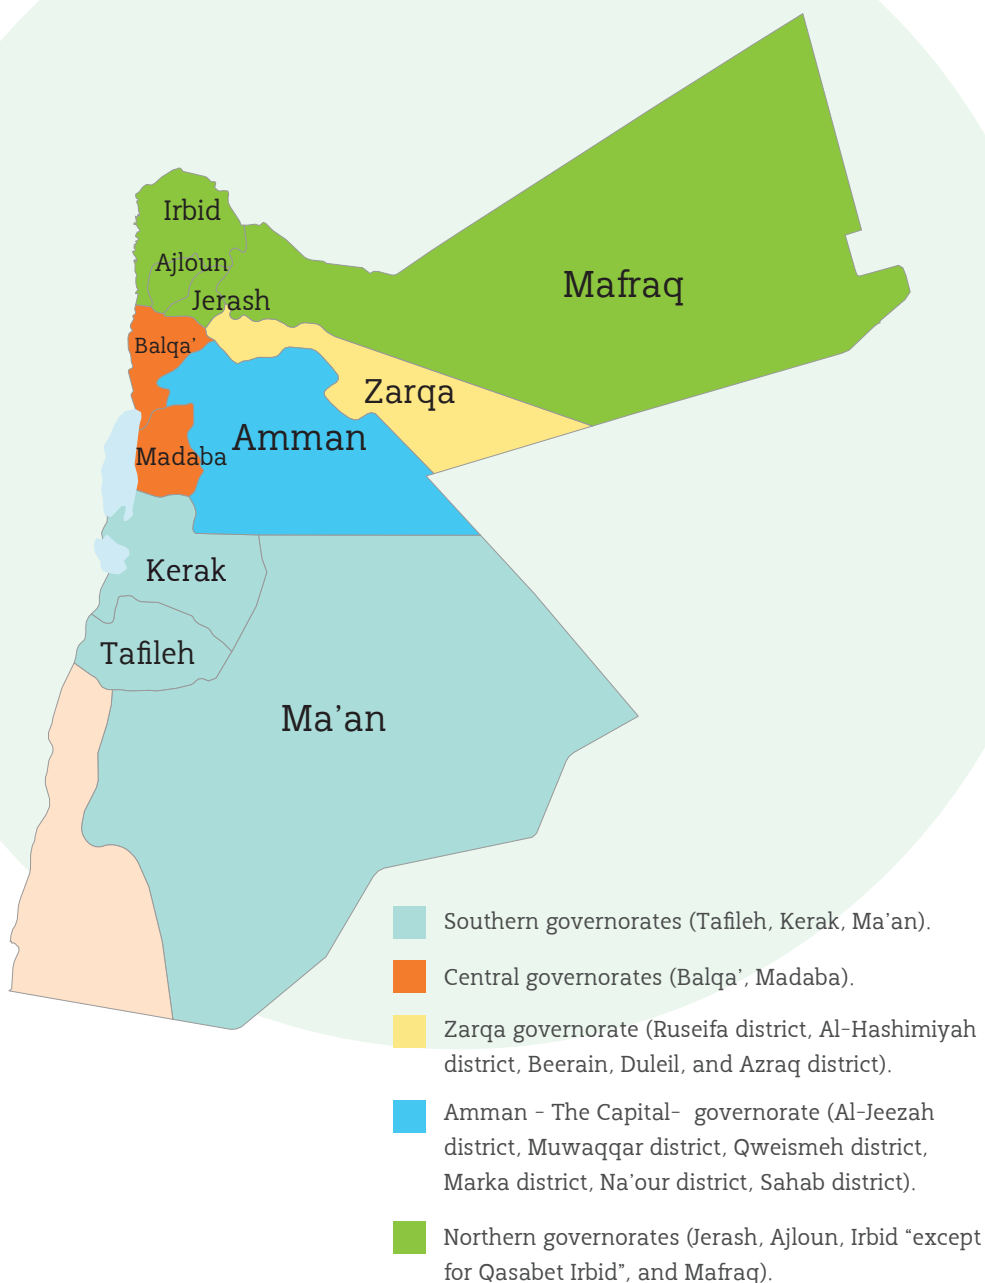 Irbid
Ajloun
Jerash
Mafraq
Balqa’
Zarqa
Amman
Madaba
Kerak
Tafileh
Ma’an
Southern governorates (Tafileh, Kerak, Ma’an).
Central governorates (Balqa’, Madaba).
Zarqa governorate (Ruseifa district, Al-Hashimiyah
district, Beerain, Duleil, and Azraq district).
Amman - The Capital- governorate (Al-Jeezah
district, Muwaqqar district, Qweismeh district,
Marka district, Na’our district, Sahab district).
Northern governorates (Jerash, Ajloun, Irbid “except
for Qasabet Irbid”, and Mafraq).